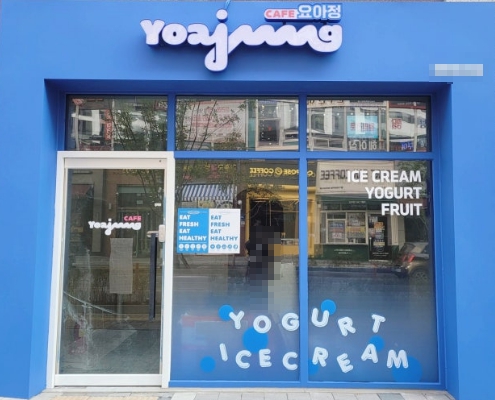 CAFE 요아정
Yoajung
ICE CREAM
YOGURT
FRUIT
CAFE
Yoajung
EAT
FRESH
EAT
HEALTHY
EAT
FRESH
EAT
HEALTHY
COFFEE
YOGURT
ICECREAM